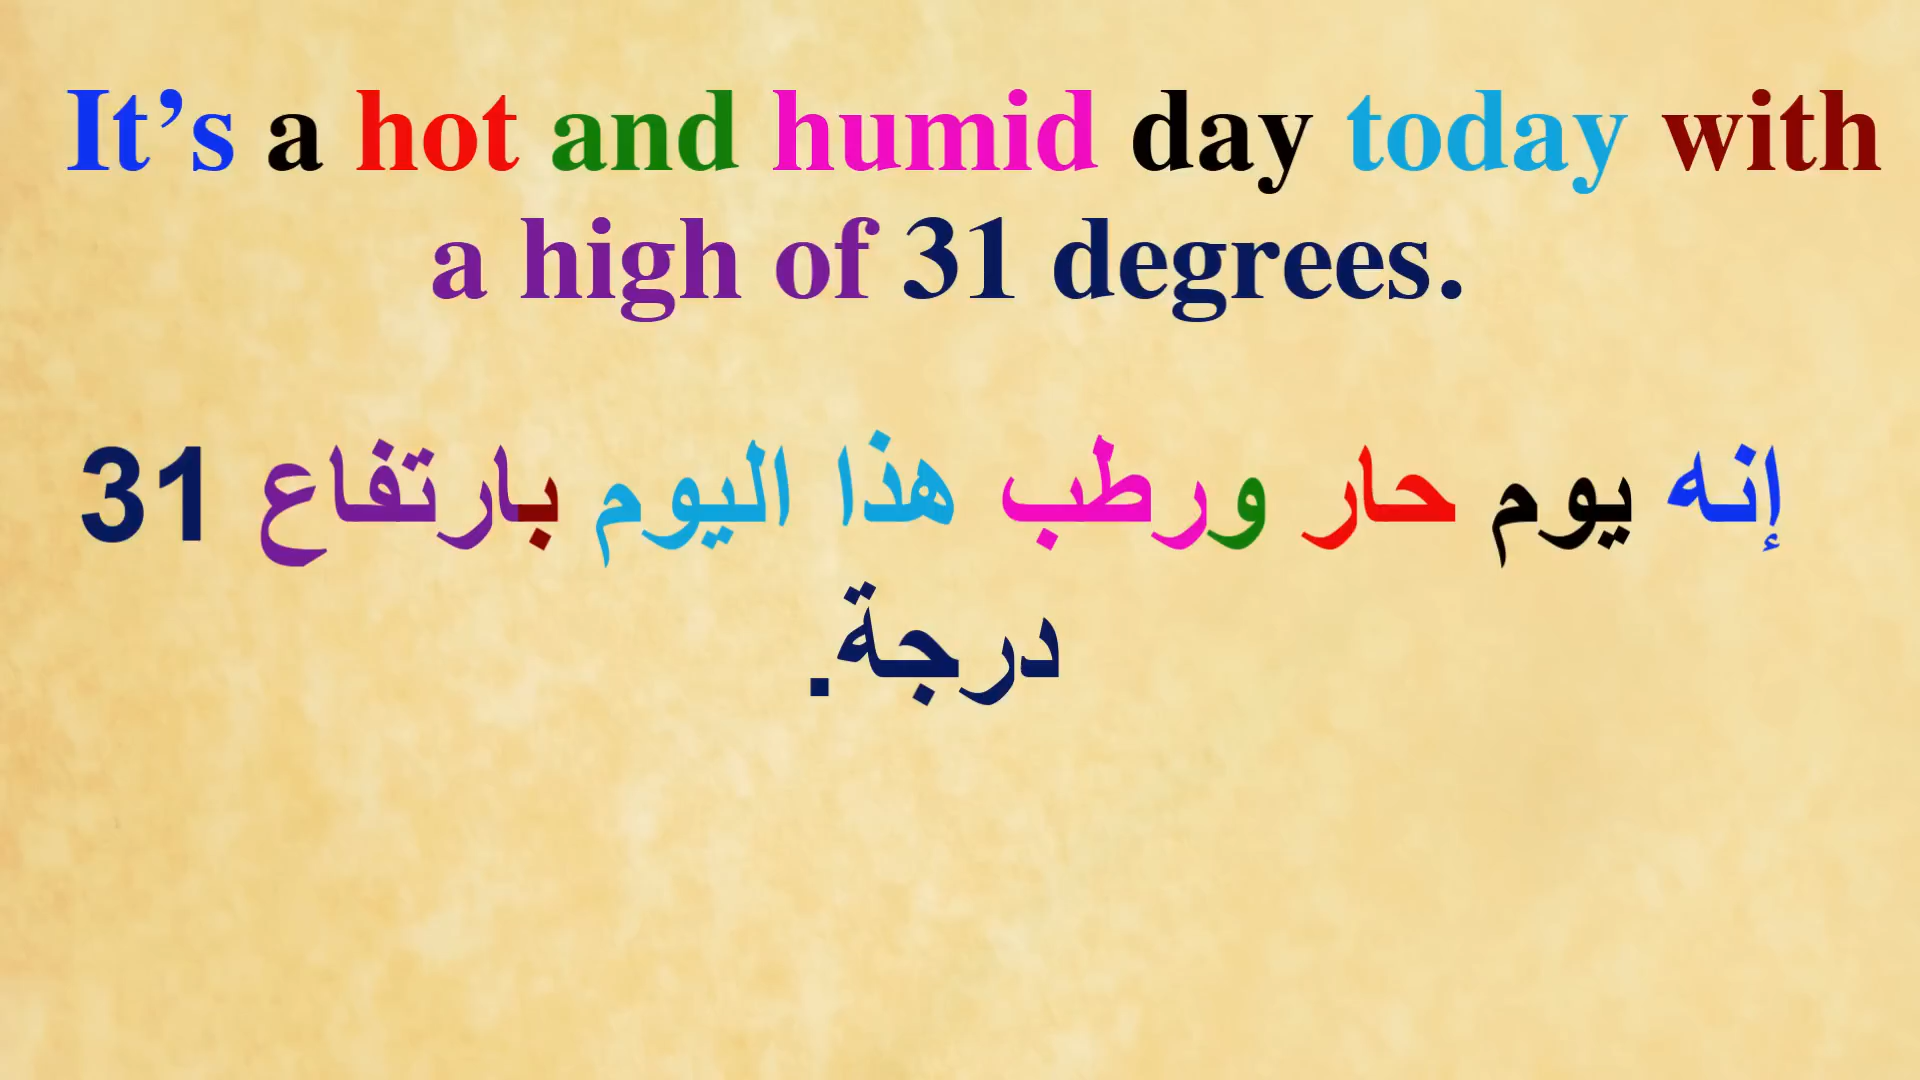 It’s a hot and humid day today with
a high of 31 degrees.
إنه يوم حار ورطب هذا اليوم بارتفاع 31
درجة.